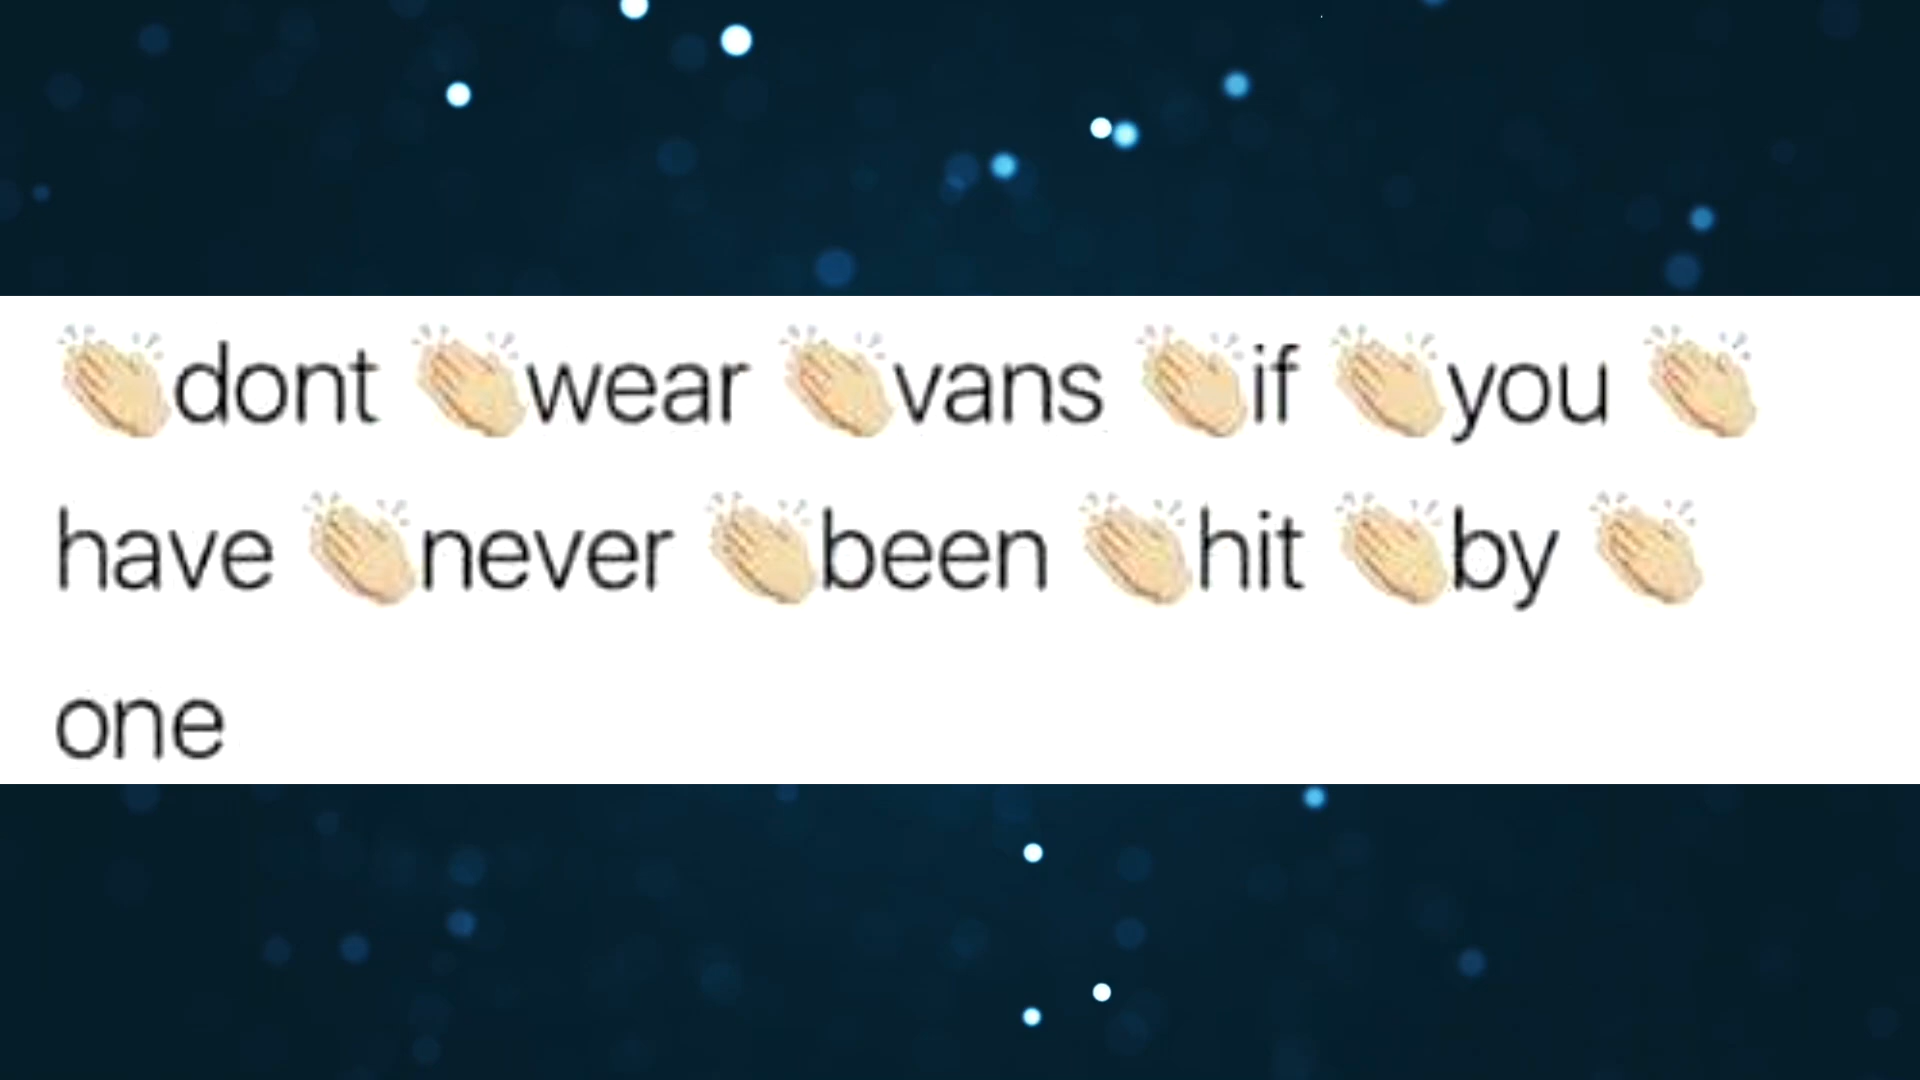 👏🏼dont 👏🏼wear 👏🏼vans 👏🏼if 👏🏼you 👏🏼
have 👏🏼never 👏🏼been 👏🏼hit 👏🏼by 👏🏼
one